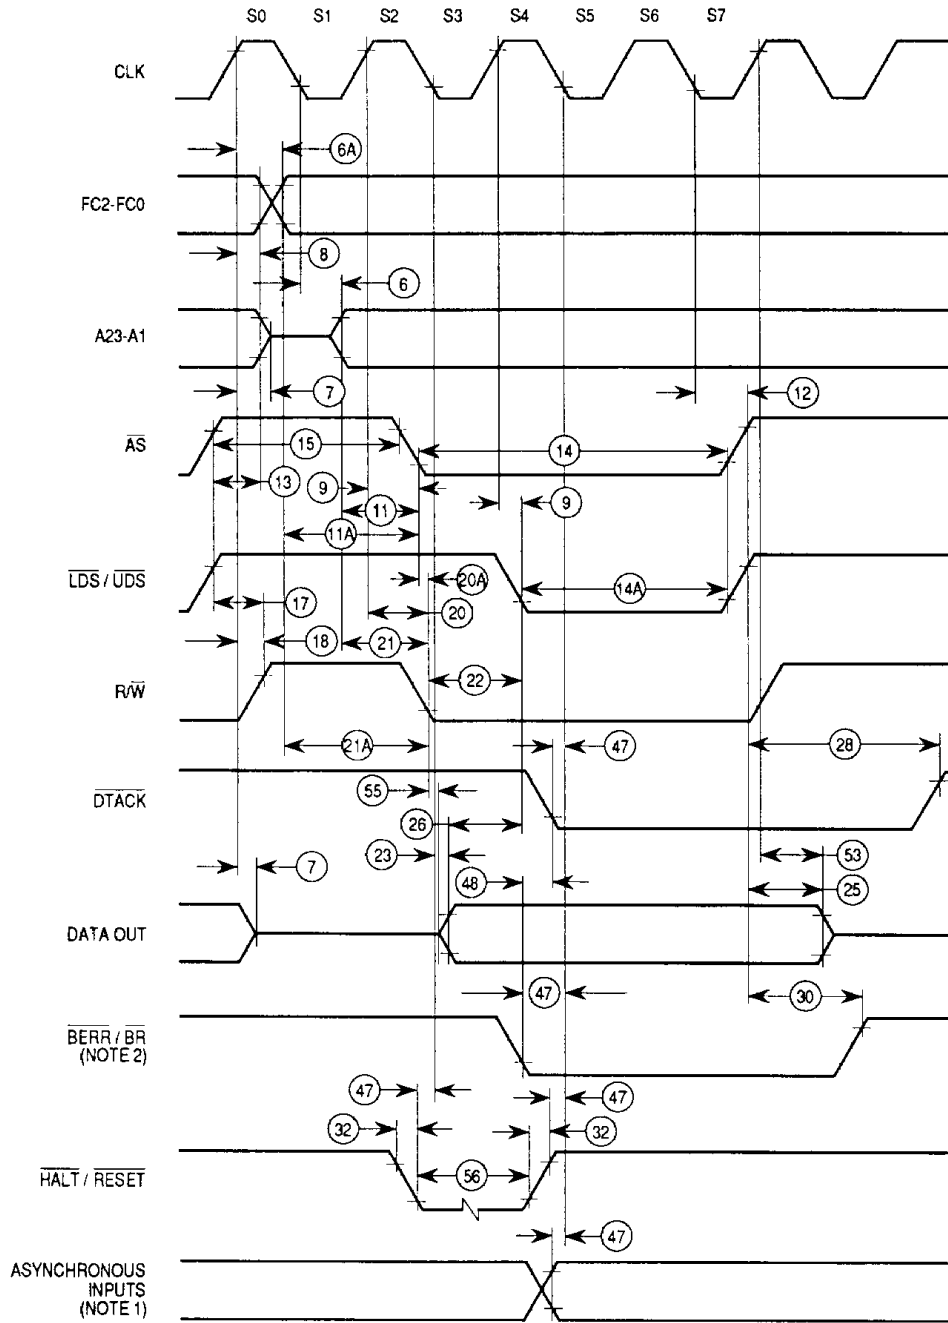 S0 S1 S2 S3 S4 S5 S6 S7
CLK
6A
FC2-FC0
8
6
A23-A1
7 12
AS
15 14
13 9 9
11
11A
LDS / UDS
20A 14A
17 20
18 21
R/W
22
21A 47 28
DTACK
55
26
23 53
7 48 25
DATA OUT
47 30
BERR / BR
(NOTE 2)
47 47
32 32
HALT / RESET
56
47
ASYNCHRONOUS
INPUTS
(NOTE 1)